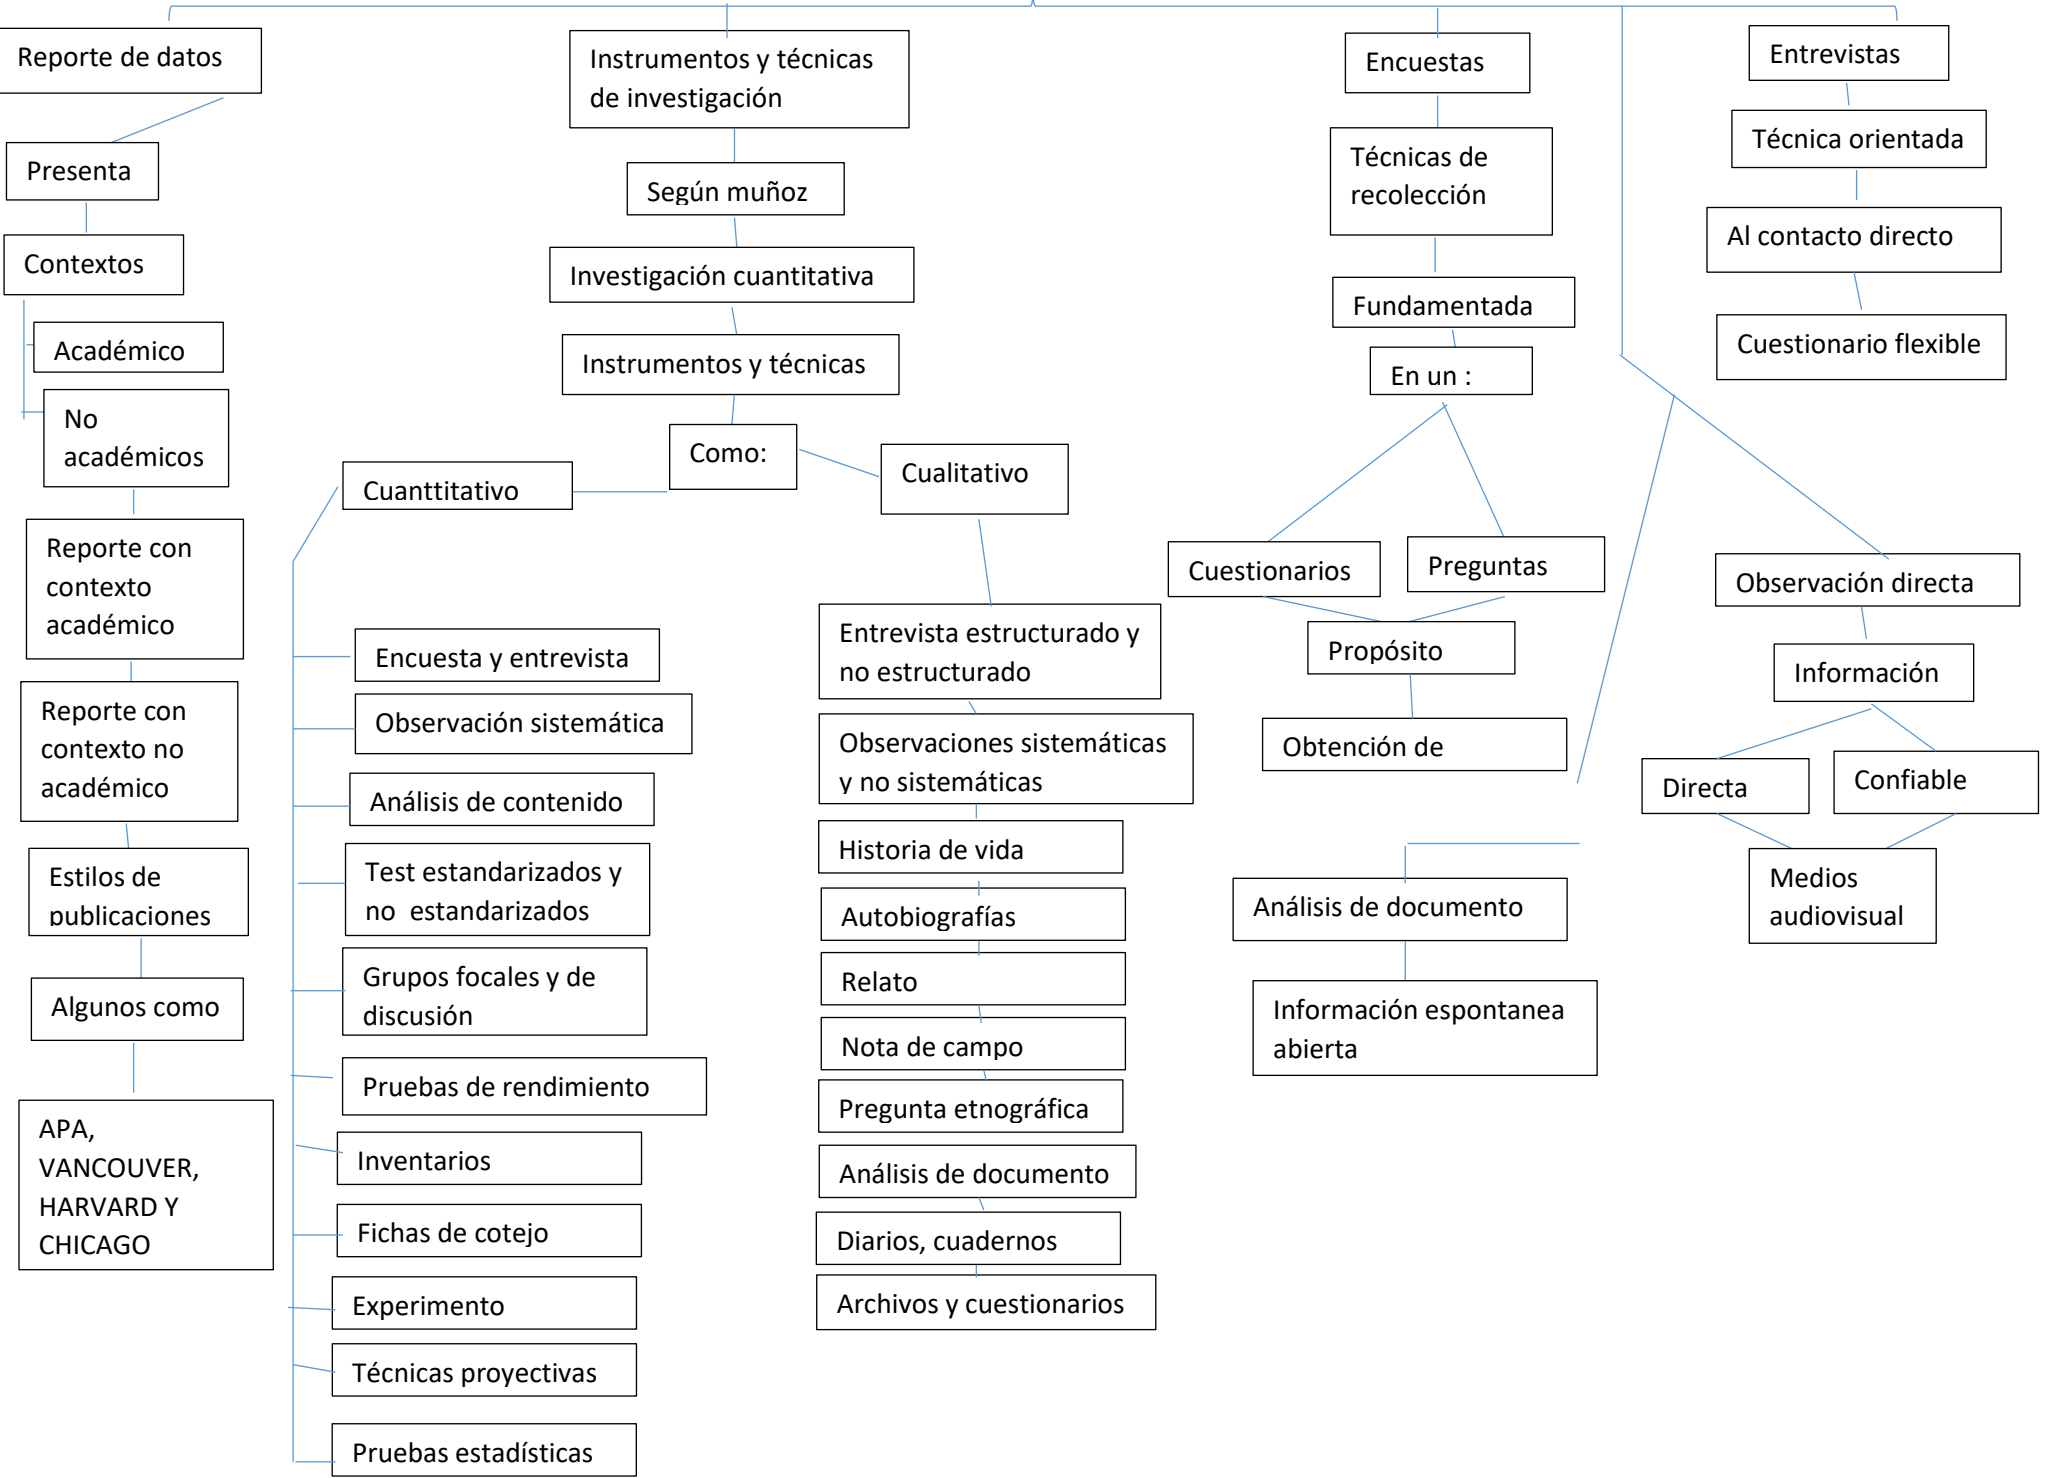 Reporte de datos
Presenta
Contextos
Académico
No
académicos
Reporte con
contexto
académico
Reporte con
contexto no
académico
Estilos de
publicaciones
Algunos como
APA,
VANCOUVER,
HARVARD Y
CHICAGO
Instrumentos y técnicas
de investigación
Según muñoz
Investigación cuantitativa
Instrumentos y técnicas
Como:
Cuanttitativo
Encuesta y entrevista
Observación sistemática
Análisis de contenido
Test estandarizados y
no  estandarizados
Grupos focales y de
discusión
Pruebas de rendimiento
Inventarios
Fichas de cotejo
Experimento
Técnicas proyectivas
Pruebas estadísticas
Cualitativo
Entrevista estructurado y
no estructurado
Observaciones sistemáticas
y no sistemáticas
Historia de vida
Autobiografías
Relato
Nota de campo
Pregunta etnográfica
Análisis de documento
Diarios, cuadernos
Archivos y cuestionarios
Encuestas
Técnicas de
recolección
Fundamentada
En un :
Cuestionarios
Preguntas
Propósito
Obtención de
Análisis de documento
Información espontanea
abierta
Entrevistas
Técnica orientada
Al contacto directo
Cuestionario flexible
Observación directa
Información
Directa
Confiable
Medios
audiovisual